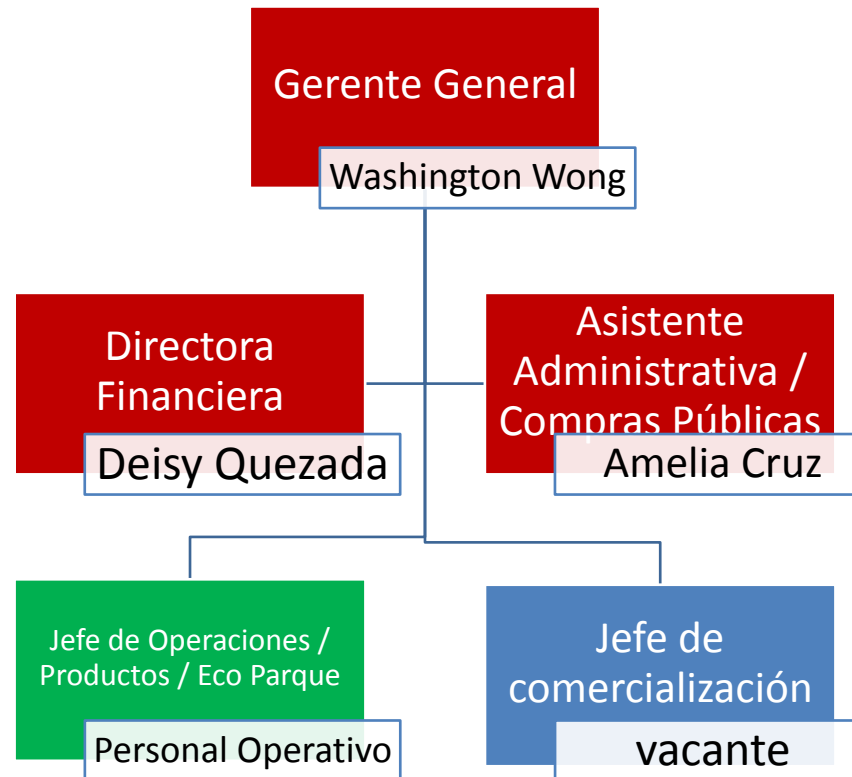 Gerente General
Washington Wong
Directora
Financiera
Deisy Quezada
Asistente
Administrativa /
Compras Públicas
Amelia Cruz
Jefe de Operaciones /
Productos / Eco Parque
Personal Operativo
Jefe de
comercialización
vacante